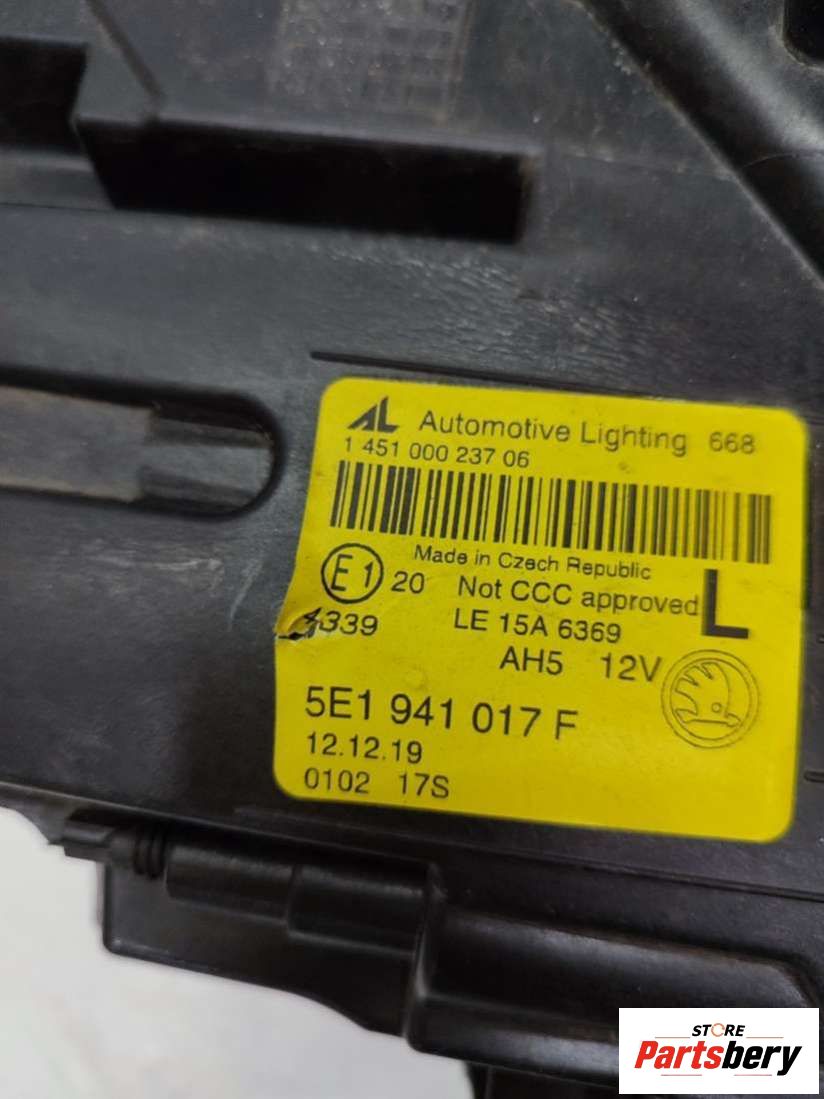 AL Automotive Lighting 668
1 451 000 237 06
Made in Czech Republic
E1 20 Not CCC approved L
4339 LE 15A 6369
AH5 12V
5E1 941 017 F
12.12.19
0102 17S
STORE
Partsbery